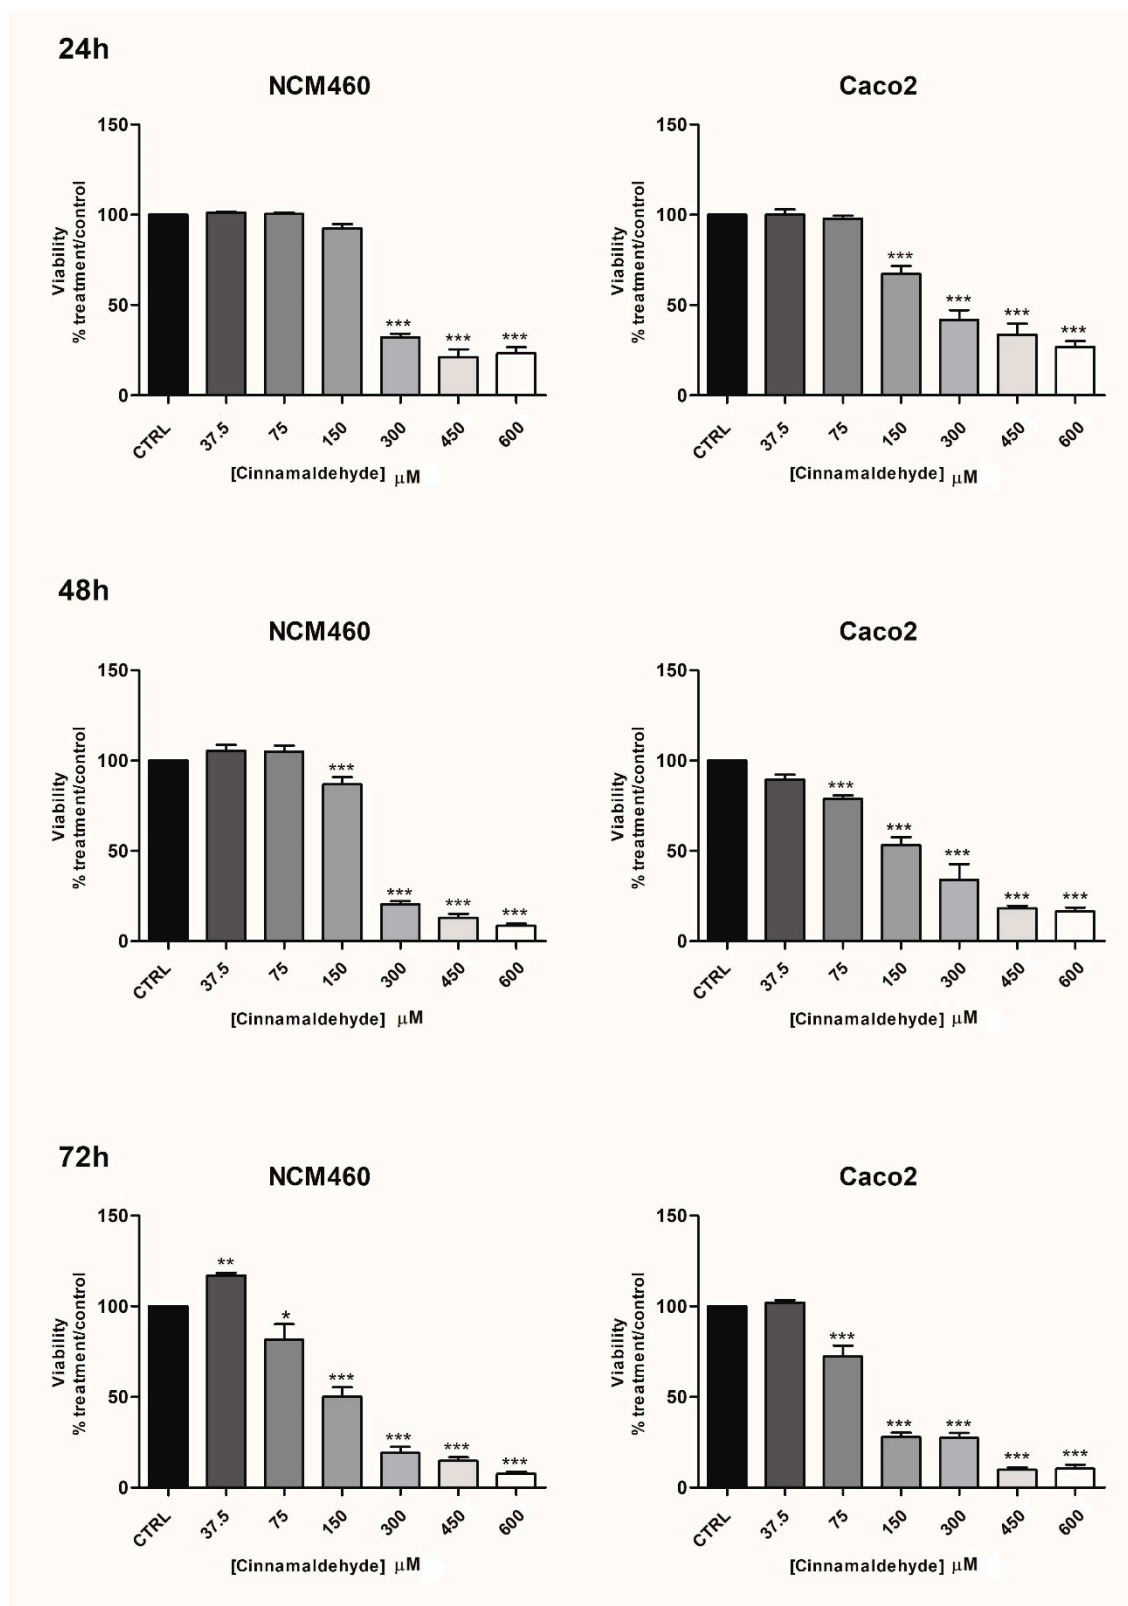 24h
NCM460
Caco2
150
100
50
0
Viability
% treatment/control
***
***
***
CTRL
37.5
75
150
300
450
600
[Cinnamaldehyde] μM
150
100
50
0
Viability
% treatment/control
***
***
***
***
CTRL
37.5
75
150
300
450
600
[Cinnamaldehyde] μM
48h
NCM460
Caco2
150
100
50
0
Viability
% treatment/control
***
***
***
***
CTRL
37.5
75
150
300
450
600
[Cinnamaldehyde] μM
150
100
50
0
Viability
% treatment/control
***
***
***
***
***
CTRL
37.5
75
150
300
450
600
[Cinnamaldehyde] μM
72h
NCM460
Caco2
150
100
50
0
Viability
% treatment/control
**
*
***
***
***
***
CTRL
37.5
75
150
300
450
600
[Cinnamaldehyde] μM
150
100
50
0
Viability
% treatment/control
***
***
***
***
***
CTRL
37.5
75
150
300
450
600
[Cinnamaldehyde] μM